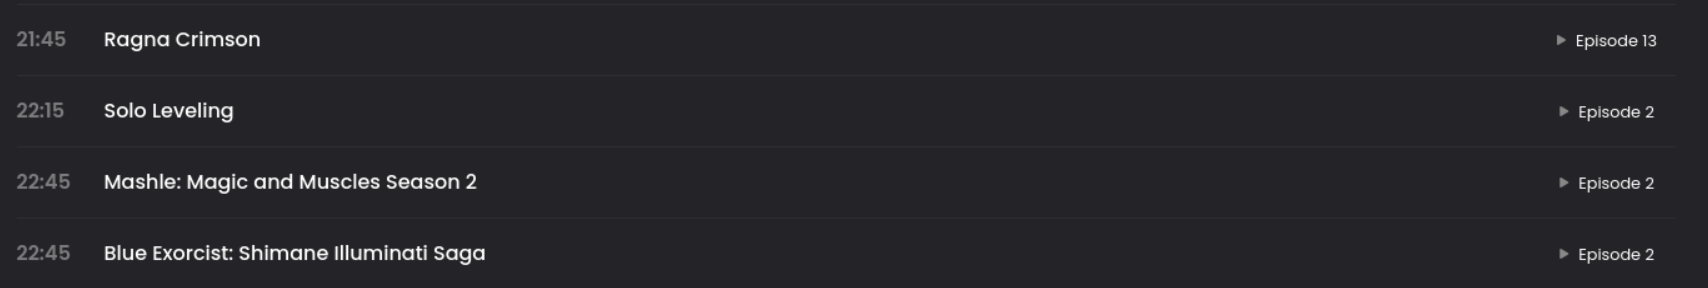 21:45 Ragna Crimson Episode 13
22:15 Solo Leveling Episode 2
22:45 Mashle: Magic and Muscles Season 2 Episode 2
22:45 Blue Exorcist: Shimane Illuminati Saga Episode 2